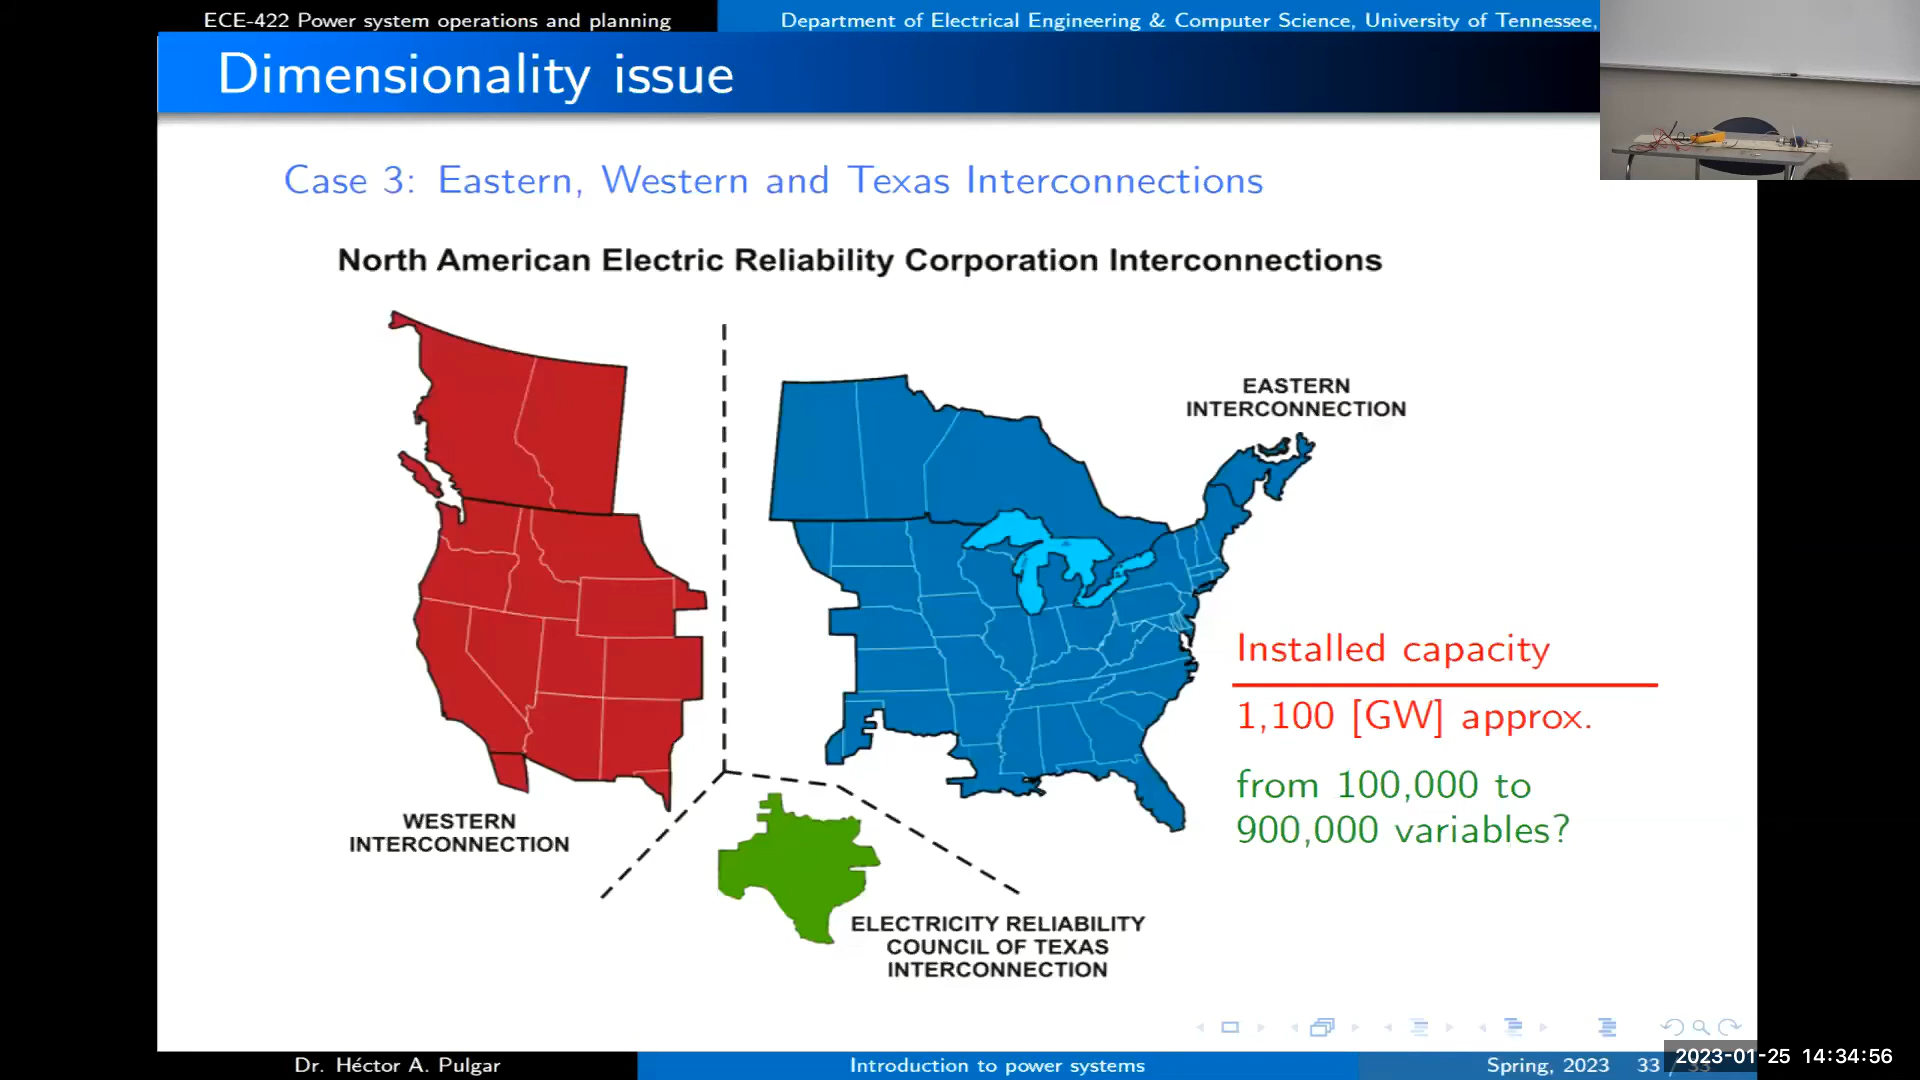 ECE-422 Power system operations and planning
Department of Electrical Engineering & Computer Science, University of Tennessee,
Dimensionality issue
Case 3: Eastern, Western and Texas Interconnections
North American Electric Reliability Corporation Interconnections
EASTERN
INTERCONNECTION
Installed capacity
1,100 [GW] approx.
from 100,000 to
900,000 variables?
WESTERN
INTERCONNECTION
ELECTRICITY RELIABILITY
COUNCIL OF TEXAS
INTERCONNECTION
Dr. Héctor A. Pulgar
Introduction to power systems
Spring, 2023
33 / 33
2023-01-25 14:34:56